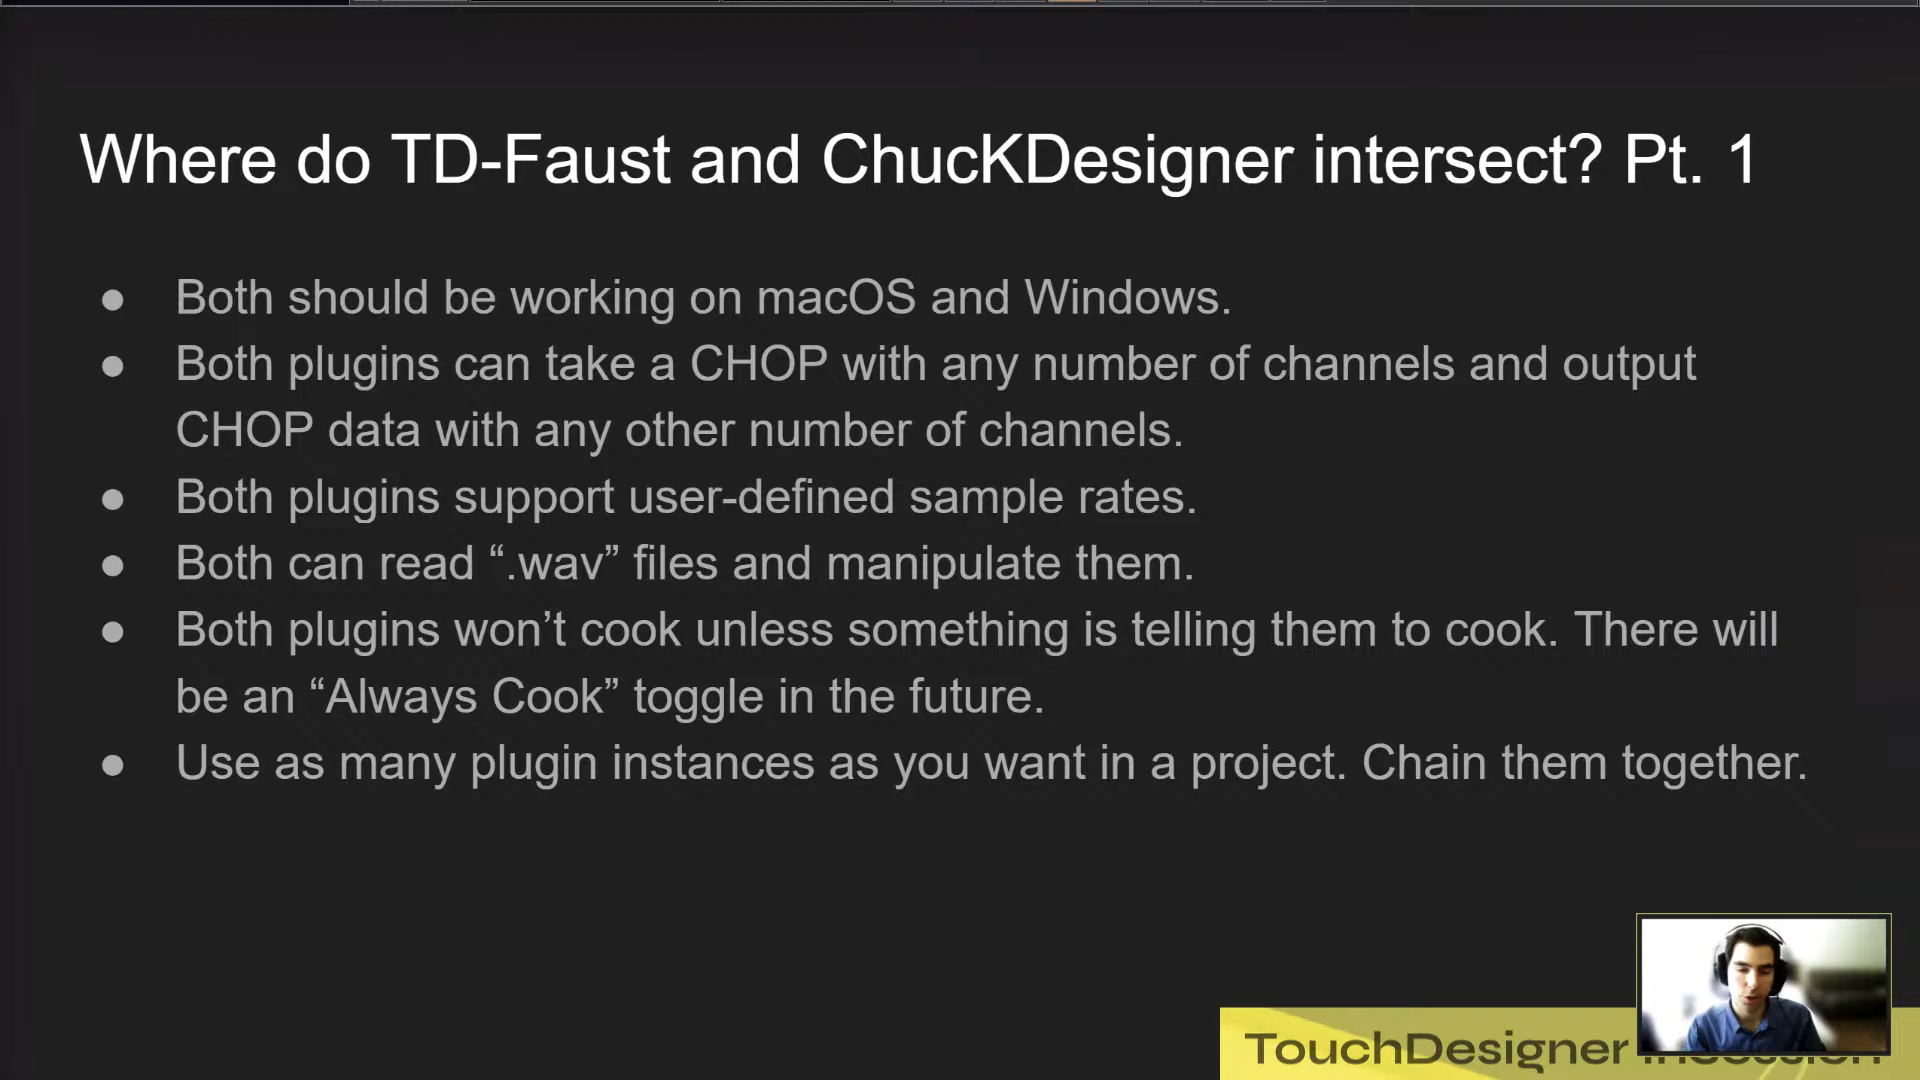 Where do TD-Faust and ChucKDesigner intersect? Pt. 1
● Both should be working on macOS and Windows.
● Both plugins can take a CHOP with any number of channels and output
CHOP data with any other number of channels.
● Both plugins support user-defined sample rates.
● Both can read “.wav” files and manipulate them.
● Both plugins won’t cook unless something is telling them to cook. There will
be an “Always Cook” toggle in the future.
● Use as many plugin instances as you want in a project. Chain them together.
TouchDesigner